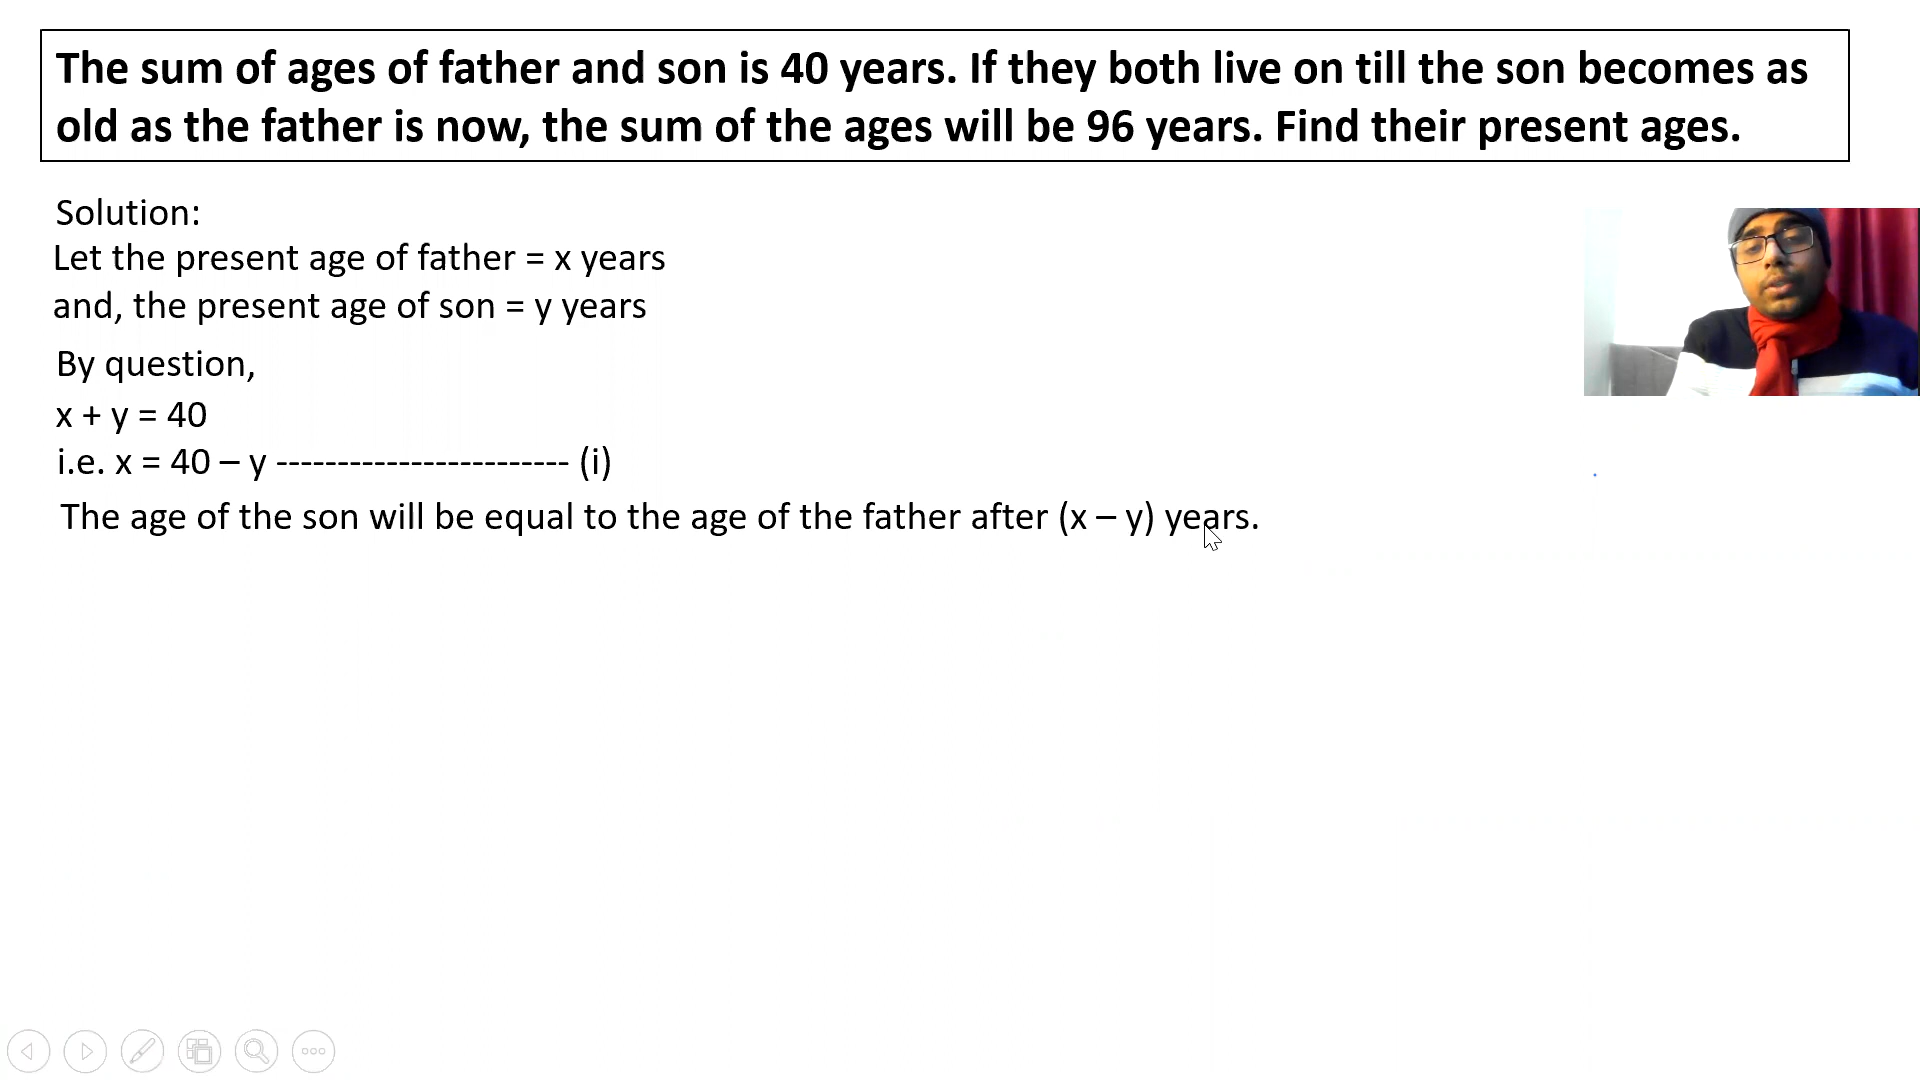 The sum of ages of father and son is 40 years. If they both live on till the son becomes as
old as the father is now, the sum of the ages will be 96 years. Find their present ages.
Solution:
Let the present age of father = x years
and, the present age of son = y years
By question,
x + y = 40
i.e. x = 40 – y ------------------------ (i)
The age of the son will be equal to the age of the father after (x – y) years.